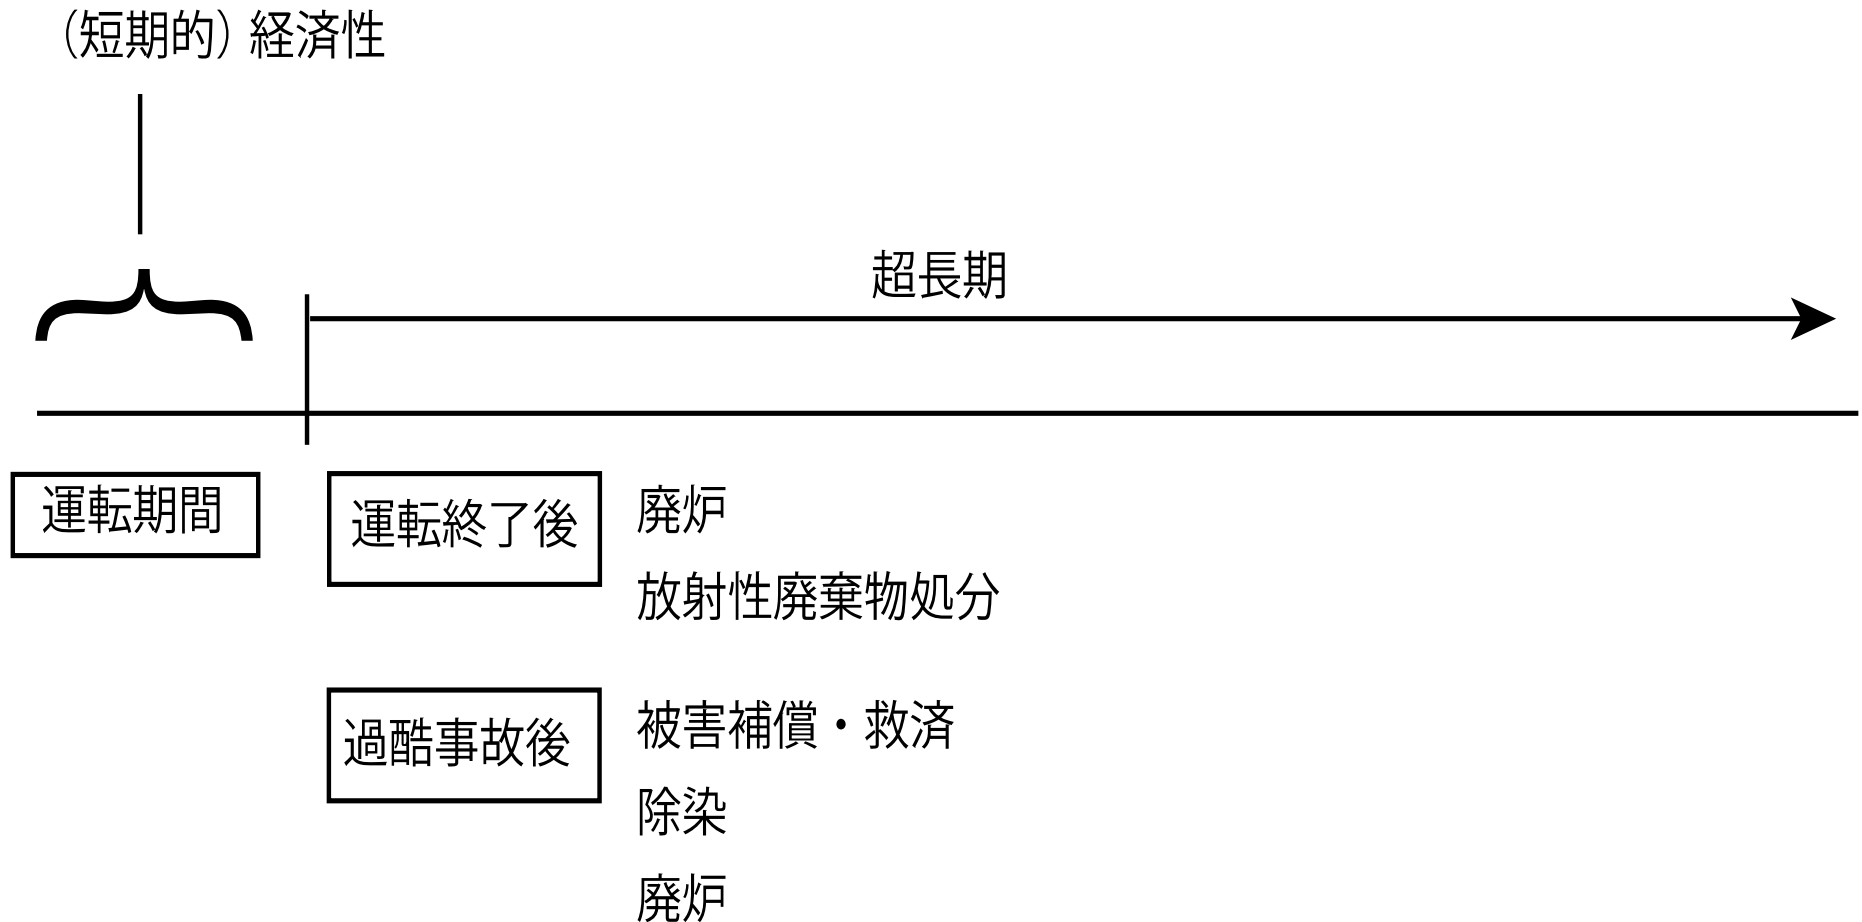 （短期的）経済性
超長期
運転期間
運転終了後
廃炉
放射性廃棄物処分
過酷事故後
被害補償・救済
除染
廃炉